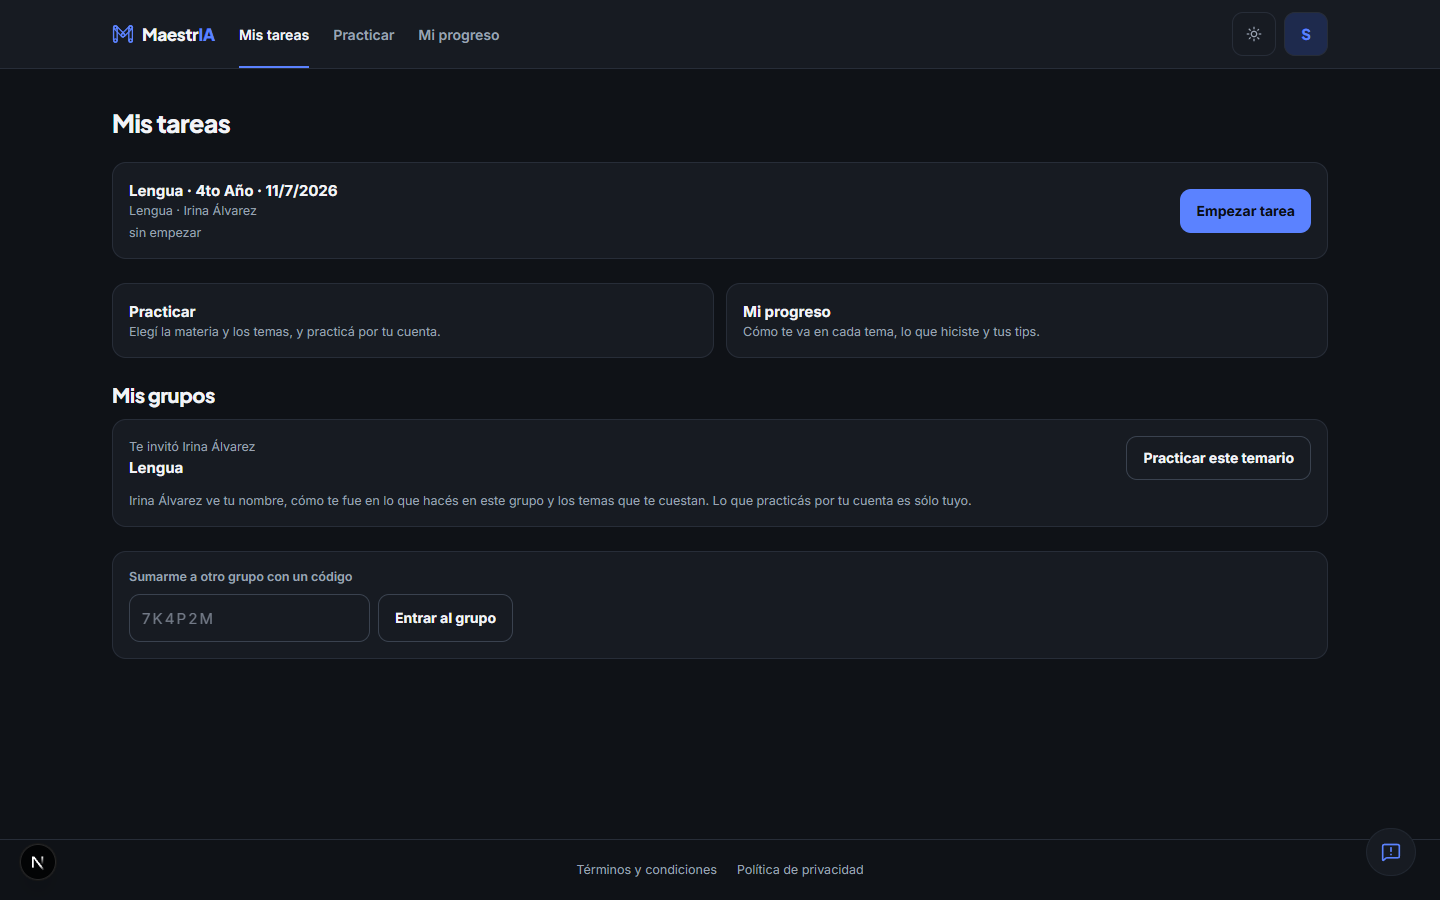 MaestrIA
Mis tareas
Practicar
Mi progreso
S
Mis tareas
Lengua · 4to Año · 11/7/2026
Lengua · Irina Álvarez
sin empezar
Empezar tarea
Practicar
Elegí la materia y los temas, y practicá por tu cuenta.
Mi progreso
Cómo te va en cada tema, lo que hiciste y tus tips.
Mis grupos
Te invitó Irina Álvarez
Lengua
Practicar este temario
Irina Álvarez ve tu nombre, cómo te fue en lo que hacés en este grupo y los temas que te cuestan. Lo que practicás por tu cuenta es sólo tuyo.
Sumarme a otro grupo con un código
7K4P2M
Entrar al grupo
N
Términos y condiciones
Política de privacidad